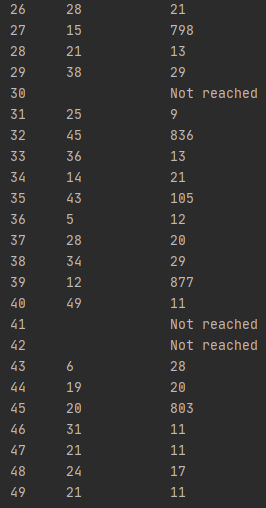 26 28 21
27 15 798
28 21 13
29 38 29
30 Not reached
31 25 9
32 45 836
33 36 13
34 14 21
35 43 105
36 5 12
37 28 20
38 34 29
39 12 877
40 49 11
41 Not reached
42 Not reached
43 6 28
44 19 20
45 20 803
46 31 11
47 21 11
48 24 17
49 21 11